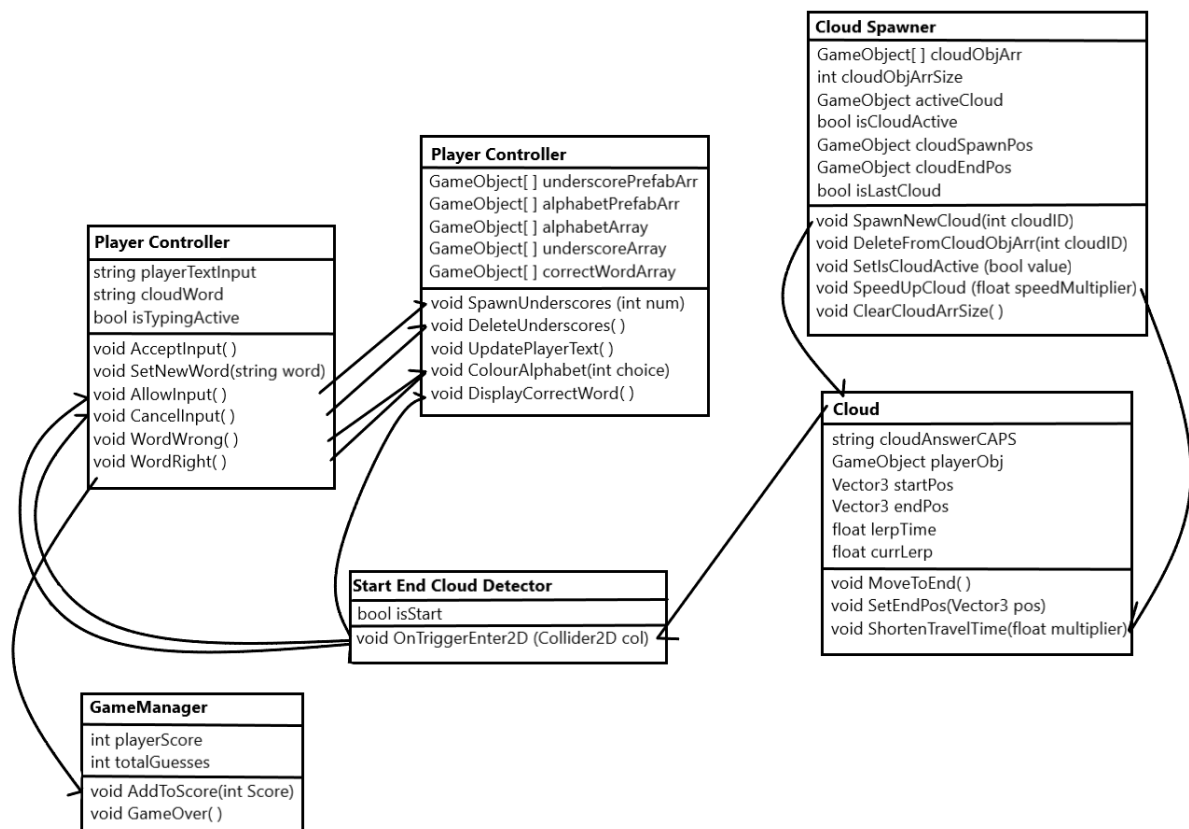 Cloud Spawner
GameObject[ ] cloudObjArr
int cloudObjArrSize
GameObject activeCloud
bool isCloudActive
GameObject cloudSpawnPos
GameObject cloudEndPos
bool isLastCloud
void SpawnNewCloud(int cloudID)
void DeleteFromCloudObjArr(int cloudID)
void SetIsCloudActive (bool value)
void SpeedUpCloud (float speedMultiplier)
void ClearCloudArrSize( )
Player Controller
GameObject[ ] underscorePrefabArr
GameObject[ ] alphabetPrefabArr
GameObject[ ] alphabetArray
GameObject[ ] underscoreArray
GameObject[ ] correctWordArray
void SpawnUnderscores (int num)
void DeleteUnderscores( )
void UpdatePlayerText( )
void ColourAlphabet(int choice)
void DisplayCorrectWord( )
Player Controller
string playerTextInput
string cloudWord
bool isTypingActive
void AcceptInput( )
void SetNewWord(string word)
void AllowInput( )
void CancelInput( )
void WordWrong( )
void WordRight( )
Cloud
string cloudAnswerCAPS
GameObject playerObj
Vector3 startPos
Vector3 endPos
float lerpTime
float currLerp
void MoveToEnd( )
void SetEndPos(Vector3 pos)
void ShortenTravelTime(float multiplier)
Start End Cloud Detector
bool isStart
void OnTriggerEnter2D (Collider2D col)
GameManager
int playerScore
int totalGuesses
void AddToScore(int Score)
void GameOver( )